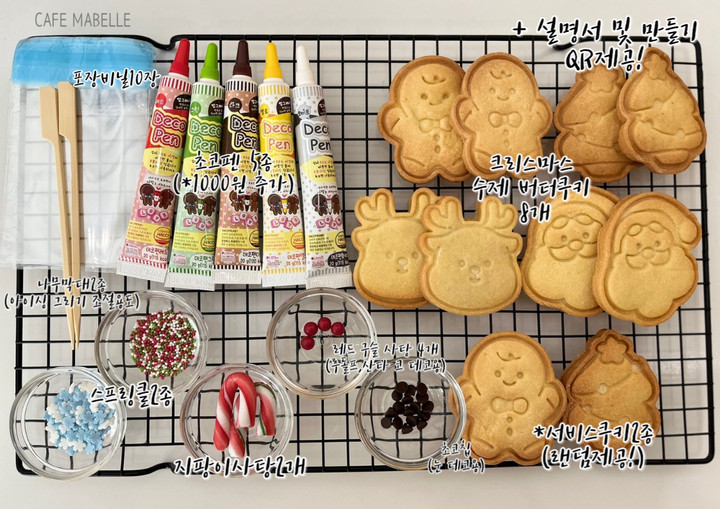 CAFE MABELLE
+ 설명서 및 만들기
QR제공!
포장비닐10장
Deco
Pen
Deco
Pen
Deco
Pen
Deco
Pen
Deco
Pen
초코펜 5종
(*1000원 추가)
크리스마스
수제 버터쿠키
8개
나무막대2종
(아이싱 그리기 조절용도)
레드 구슬 사탕 4개
(루돌프,산타 코 데코용)
스프링클2종
지팡이사탕2개
초코칩
(눈 데코용)
*서비스쿠키2종
(랜덤제공!)